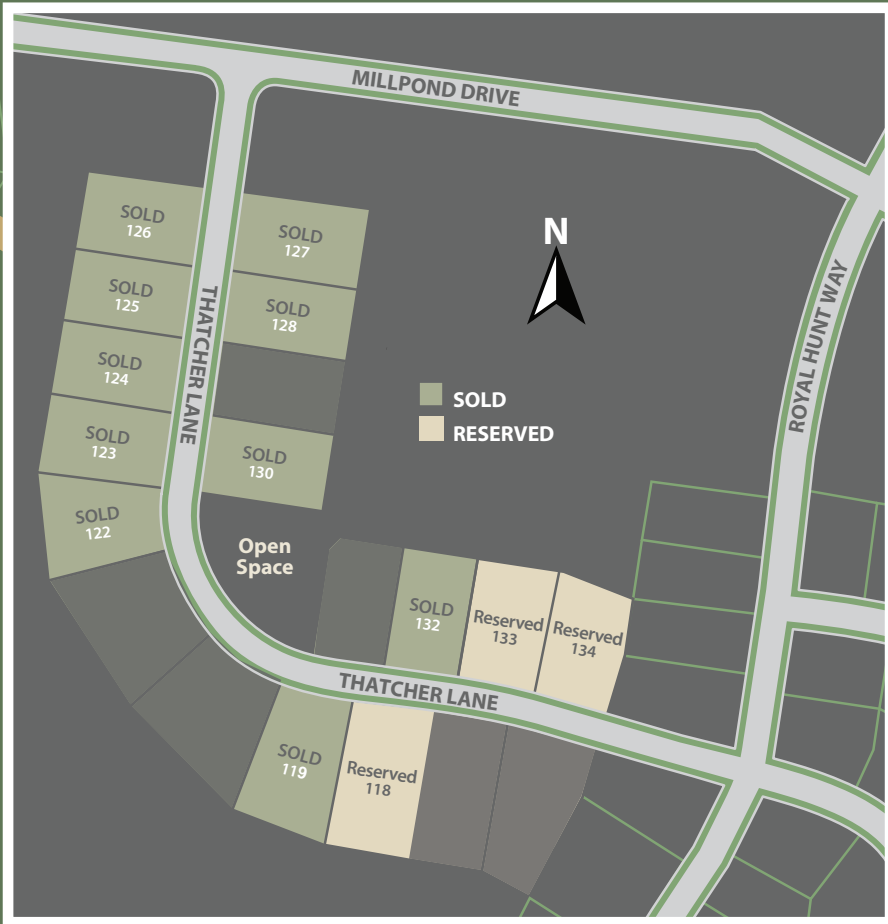 MILLPOND DRIVE
SOLD
126
SOLD
127
N
SOLD
125
SOLD
128
THATCHER LANE
ROYAL HUNT WAY
SOLD
124
SOLD
RESERVED
SOLD
123
SOLD
130
SOLD
122
Open
Space
SOLD
132
Reserved
133
Reserved
134
THATCHER LANE
SOLD
119
Reserved
118